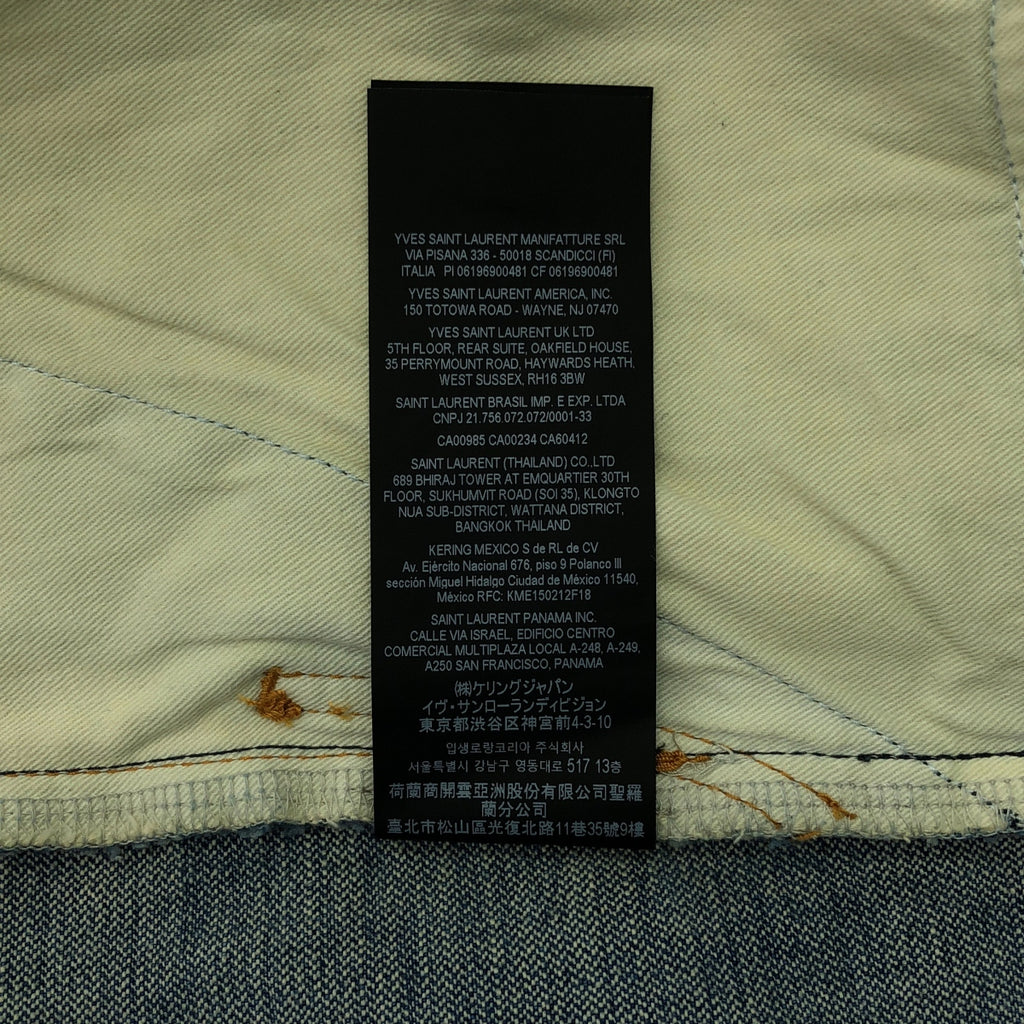 YVES SAINT LAURENT MANIFATTURE SRL
VIA PISANA 336 - 50018 SCANDICCI (FI)
ITALIA PI 06196900481 CF 06196900481
YVES SAINT LAURENT AMERICA, INC.
150 TOTOWA ROAD - WAYNE, NJ 07470
YVES SAINT LAURENT UK LTD
5TH FLOOR, REAR SUITE, OAKFIELD HOUSE,
35 PERRYMOUNT ROAD, HAYWARDS HEATH,
WEST SUSSEX, RH16 3BW
SAINT LAURENT BRASIL IMP. E EXP. LTDA
CNPJ 21.756.072.072/0001-33
CA00985 CA00234 CA60412
SAINT LAURENT (THAILAND) CO.,LTD
689 BHIRAJ TOWER AT EMQUARTIER 30TH
FLOOR, SUKHUMVIT ROAD (SOI 35), KLONGTO
NUA SUB-DISTRICT, WATTANA DISTRICT,
BANGKOK THAILAND
KERING MEXICO S de RL de CV
Av. Ejército Nacional 676, piso 9 Polanco III
sección Miguel Hidalgo Ciudad de México 11540,
México RFC: KME150212F18
SAINT LAURENT PANAMA INC.
CALLE VIA ISRAEL, EDIFICIO CENTRO
COMERCIAL MULTIPLAZA LOCAL A-248, A-249,
A250 SAN FRANCISCO, PANAMA
(株)ケリングジャパン
イヴ・サンローランディビジョン
東京都渋谷区神宮前4-3-10
입생로랑코리아 주식회사
서울특별시 강남구 영동대로 517 13층
荷蘭商開雲亞洲股份有限公司聖羅
蘭分公司
臺北市松山區光復北路11巷35號9樓